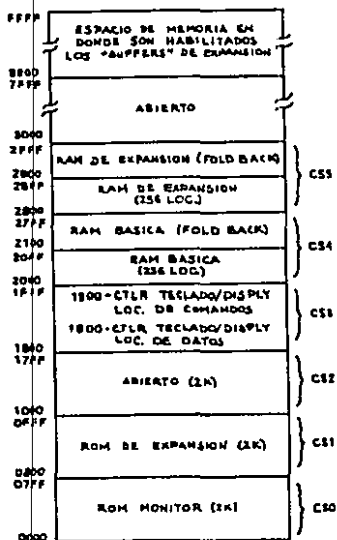 FFFF
ESPACIO DE MEMORIA EN
DONDE SON HABILITADOS
LOS "BUFFERS" DE EXPANSION
8000
7FFF
ABIERTO
3000
2FFF
RAM DE EXPANSION (FOLD BACK)
2900
28FF
CS5
RAM DE EXPANSION
(256 LOC.)
2800
27FF
RAM BASICA (FOLD BACK)
2100
20FF
CS4
RAM BASICA
(256 LOC.)
2000
1FFF
1900-CTLR TECLADO/DISPLY
LOC. DE COMANDOS
CS3
1800-CTLR TECLADO/DISPLY
LOC. DE DATOS
1800
17FF
ABIERTO (2K)
CS2
1000
0FFF
ROM DE EXPANSION (2K)
CS1
0800
07FF
ROM MONITOR (2K)
CS0
0000